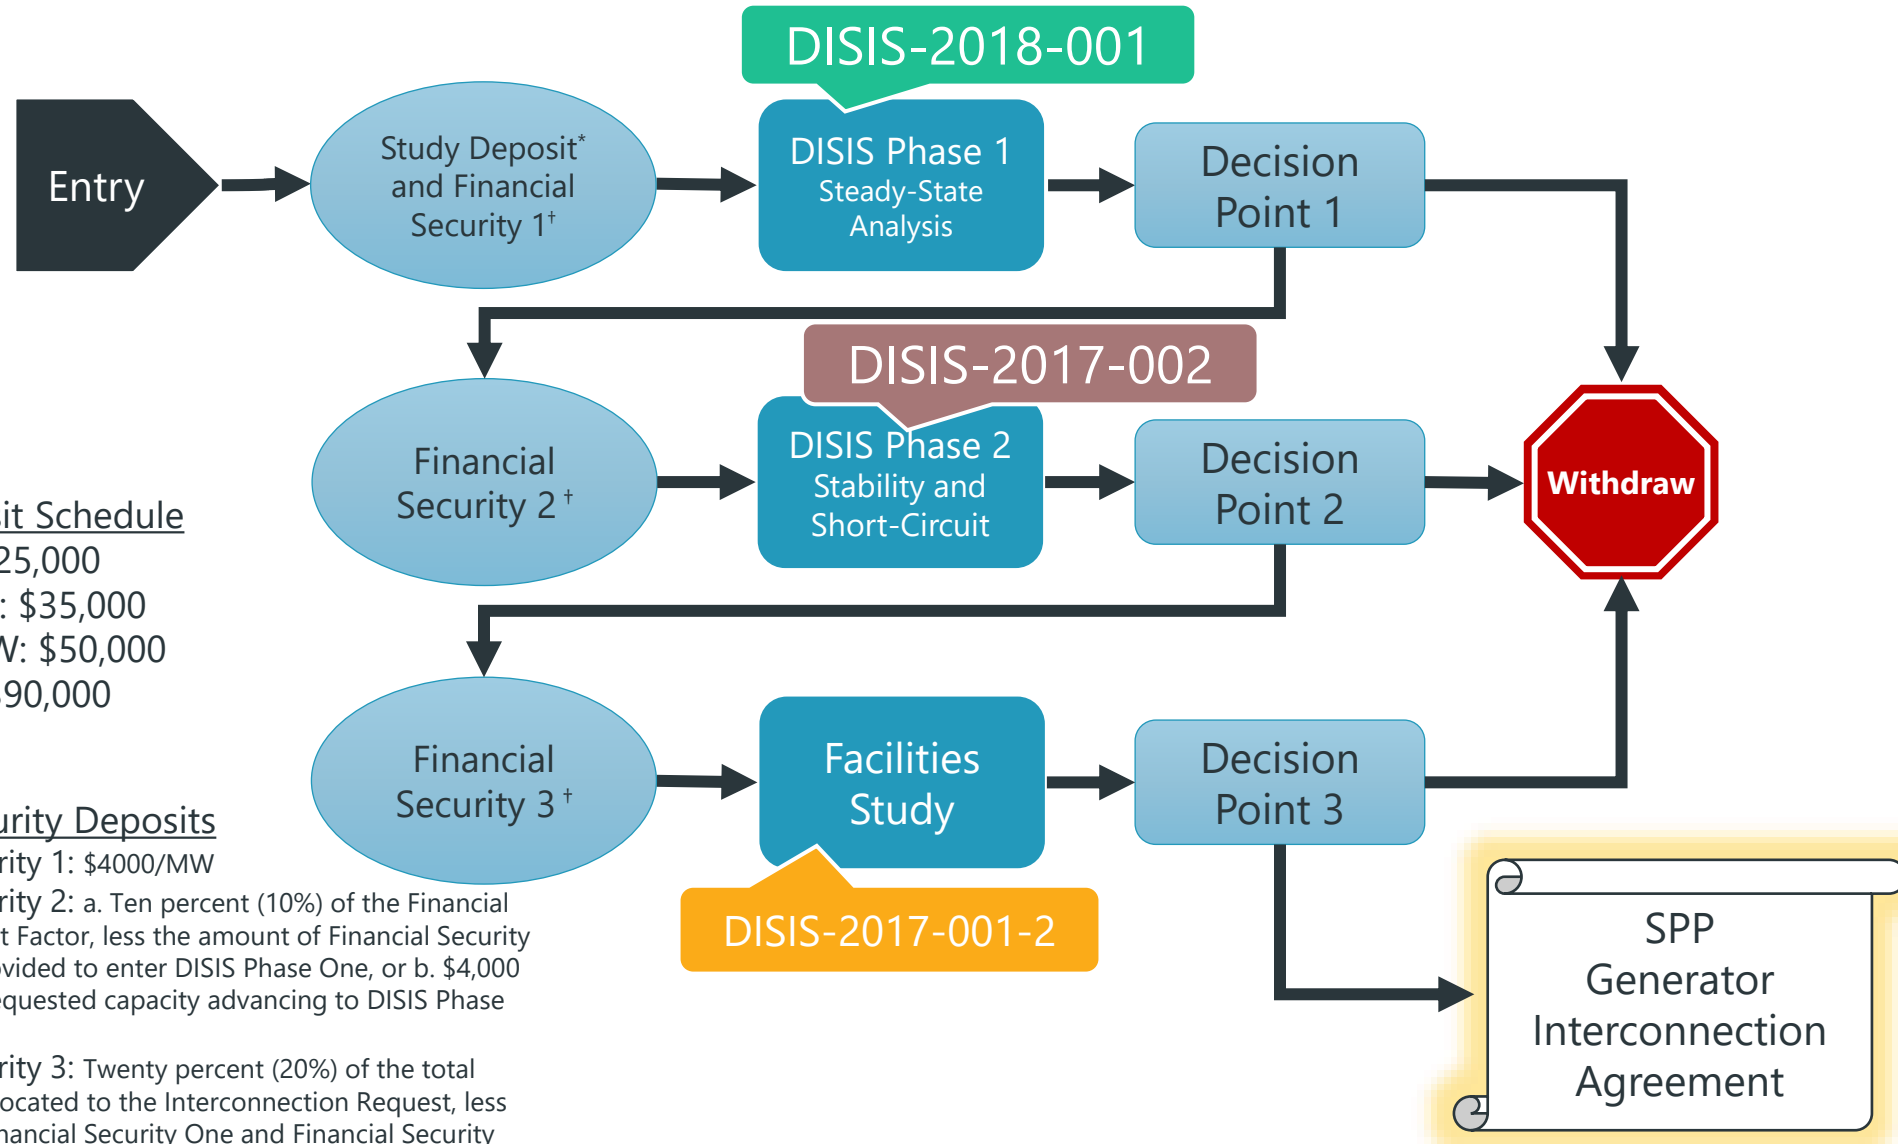 DISIS-2018-001
Entry
Study Deposit*
and Financial
Security 1†
DISIS Phase 1
Steady-State
Analysis
Decision
Point 1
DISIS-2017-002
Financial
Security 2 †
DISIS Phase 2
Stability and
Short-Circuit
Decision
Point 2
Withdraw
sit Schedule
25,000
: $35,000
W: $50,000
$90,000
Financial
Security 3 †
Facilities
Study
Decision
Point 3
DISIS-2017-001-2
urity Deposits
rity 1: $4000/MW
rity 2: a. Ten percent (10%) of the Financial
t Factor, less the amount of Financial Security
ovided to enter DISIS Phase One, or b. $4,000
equested capacity advancing to DISIS Phase
rity 3: Twenty percent (20%) of the total
located to the Interconnection Request, less
nancial Security One and Financial Security
SPP
Generator
Interconnection
Agreement